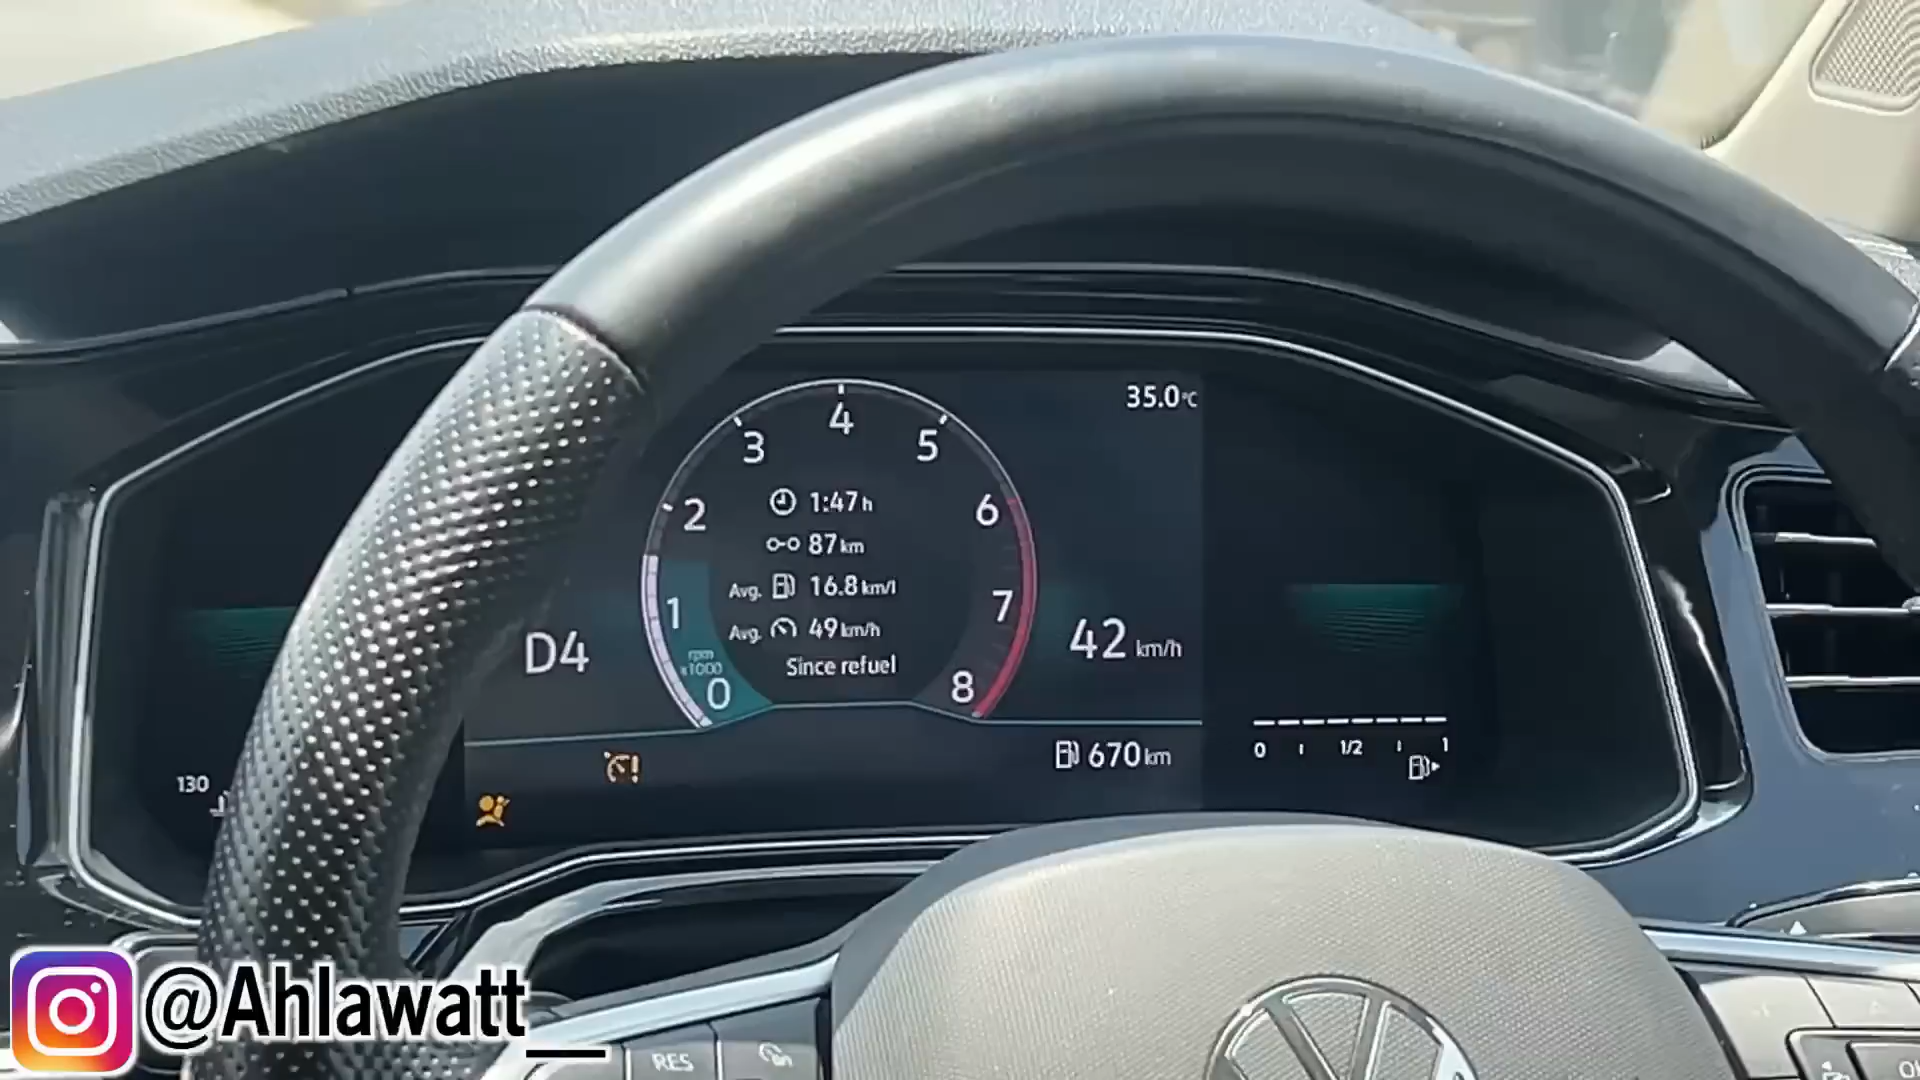 35.0°C
4
3
5
2
6
1:47 h
87 km
Avg. 16.8 km/l
1
7
Avg. 49 km/h
D4
42 km/h
rpm
x1000
Since refuel
0
8
670 km
0 1/2 1
130
@Ahlawatt__
RES